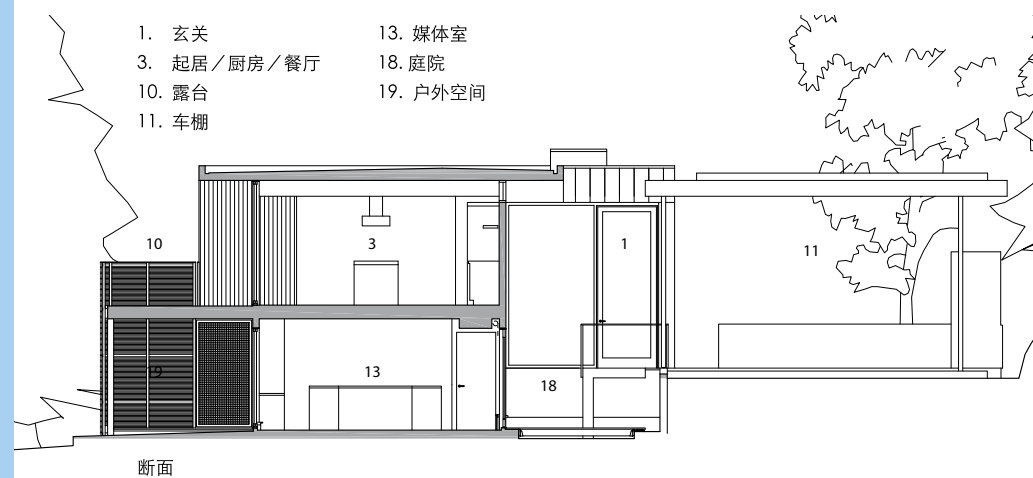 1. 玄关
3. 起居／厨房／餐厅
10. 露台
11. 车棚
13. 媒体室
18. 庭院
19. 户外空间
10
3
1
11
19
13
18
断面